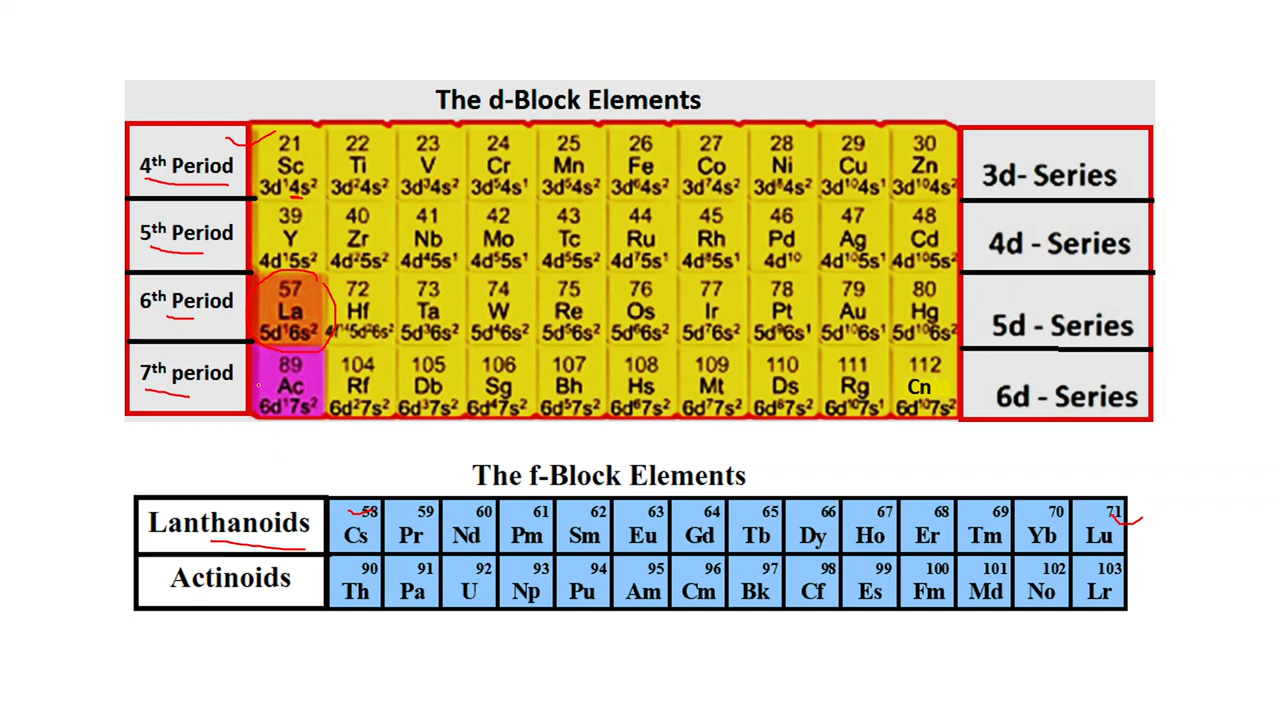 The d-Block Elements
4th Period 21 22 23 24 25 26 27 28 29 30 3d- Series
Sc Ti V Cr Mn Fe Co Ni Cu Zn
3d¹4s² 3d²4s² 3d³4s² 3d⁵4s¹ 3d⁵4s² 3d⁶4s² 3d⁷4s² 3d⁸4s² 3d¹⁰4s¹ 3d¹⁰4s²
5th Period 39 40 41 42 43 44 45 46 47 48 4d - Series
Y Zr Nb Mo Tc Ru Rh Pd Ag Cd
4d¹5s² 4d²5s² 4d⁴5s¹ 4d⁵5s¹ 4d⁵5s² 4d⁷5s¹ 4d⁸5s¹ 4d¹⁰ 4d¹⁰5s¹ 4d¹⁰5s²
6th Period 57 72 73 74 75 76 77 78 79 80 5d - Series
La Hf Ta W Re Os Ir Pt Au Hg
5d¹6s² 4f¹⁴5d²6s² 5d³6s² 5d⁴6s² 5d⁵6s² 5d⁶6s² 5d⁷6s² 5d⁹6s¹ 5d¹⁰6s¹ 5d¹⁰6s²
7th period 89 104 105 106 107 108 109 110 111 112 6d - Series
Ac Rf Db Sg Bh Hs Mt Ds Rg Cn
6d¹7s² 6d²7s² 6d³7s² 6d⁴7s² 6d⁵7s² 6d⁶7s² 6d⁷7s² 6d⁸7s² 6d¹⁰7s¹ 6d¹⁰7s²
The f-Block Elements
Lanthanoids 58 59 60 61 62 63 64 65 66 67 68 69 70 71
Cs Pr Nd Pm Sm Eu Gd Tb Dy Ho Er Tm Yb Lu
Actinoids 90 91 92 93 94 95 96 97 98 99 100 101 102 103
Th Pa U Np Pu Am Cm Bk Cf Es Fm Md No Lr